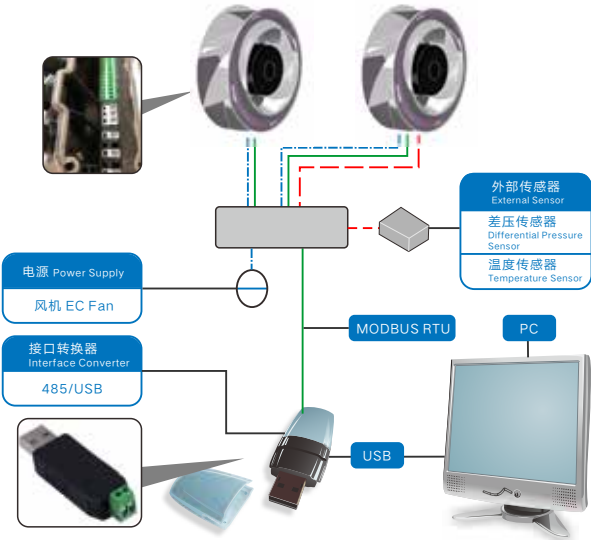 外部传感器
External Sensor
差压传感器
Differential Pressure
Sensor
温度传感器
Temperature Sensor
电源 Power Supply
风机 EC Fan
MODBUS RTU
PC
接口转换器
Interface Converter
485/USB
USB